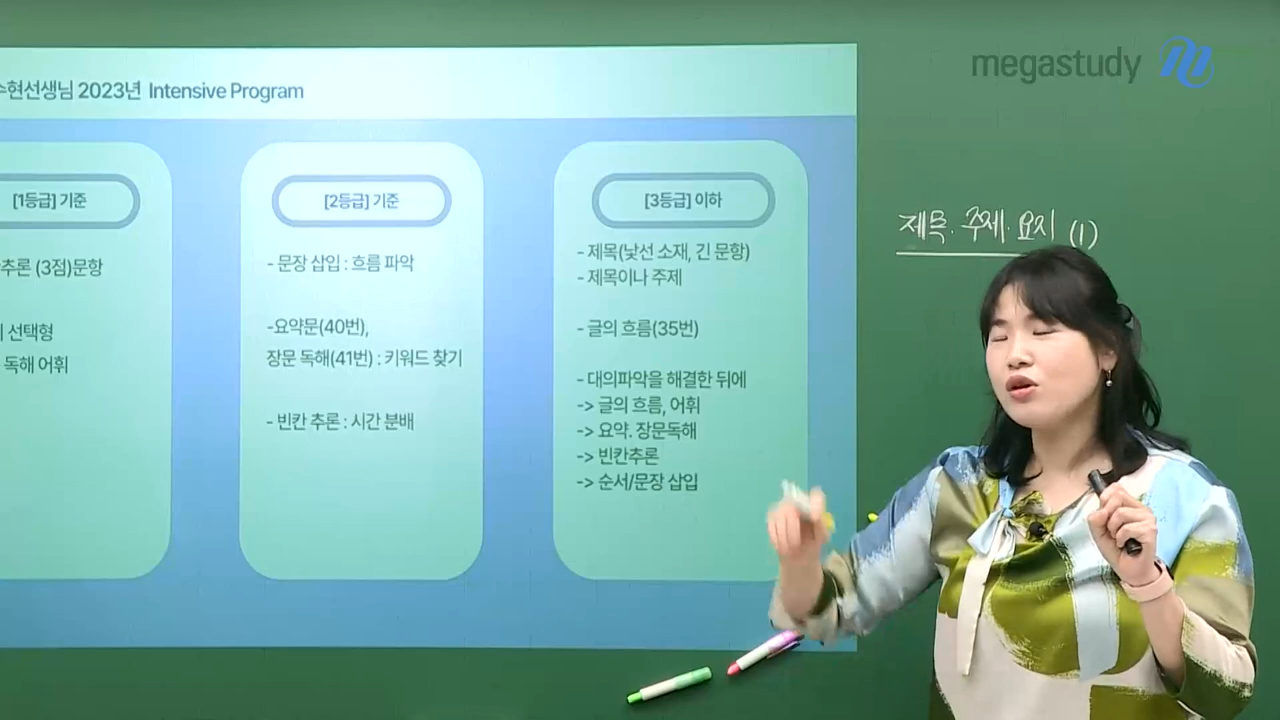 megastudy
수현선생님 2023년 Intensive Program
[1등급] 기준
추론 (3점)문항
선택형
독해 어휘
[2등급] 기준
- 문장 삽입 : 흐름 파악
-요약문(40번),
장문 독해(41번) : 키워드 찾기
- 빈칸 추론 : 시간 분배
[3등급] 이하
- 제목(낯선 소재, 긴 문항)
- 제목이나 주제
- 글의 흐름(35번)
- 대의파악을 해결한 뒤에
-> 글의 흐름, 어휘
-> 요약. 장문독해
-> 빈칸추론
-> 순서/문장 삽입
제목. 주제. 요지 (1)